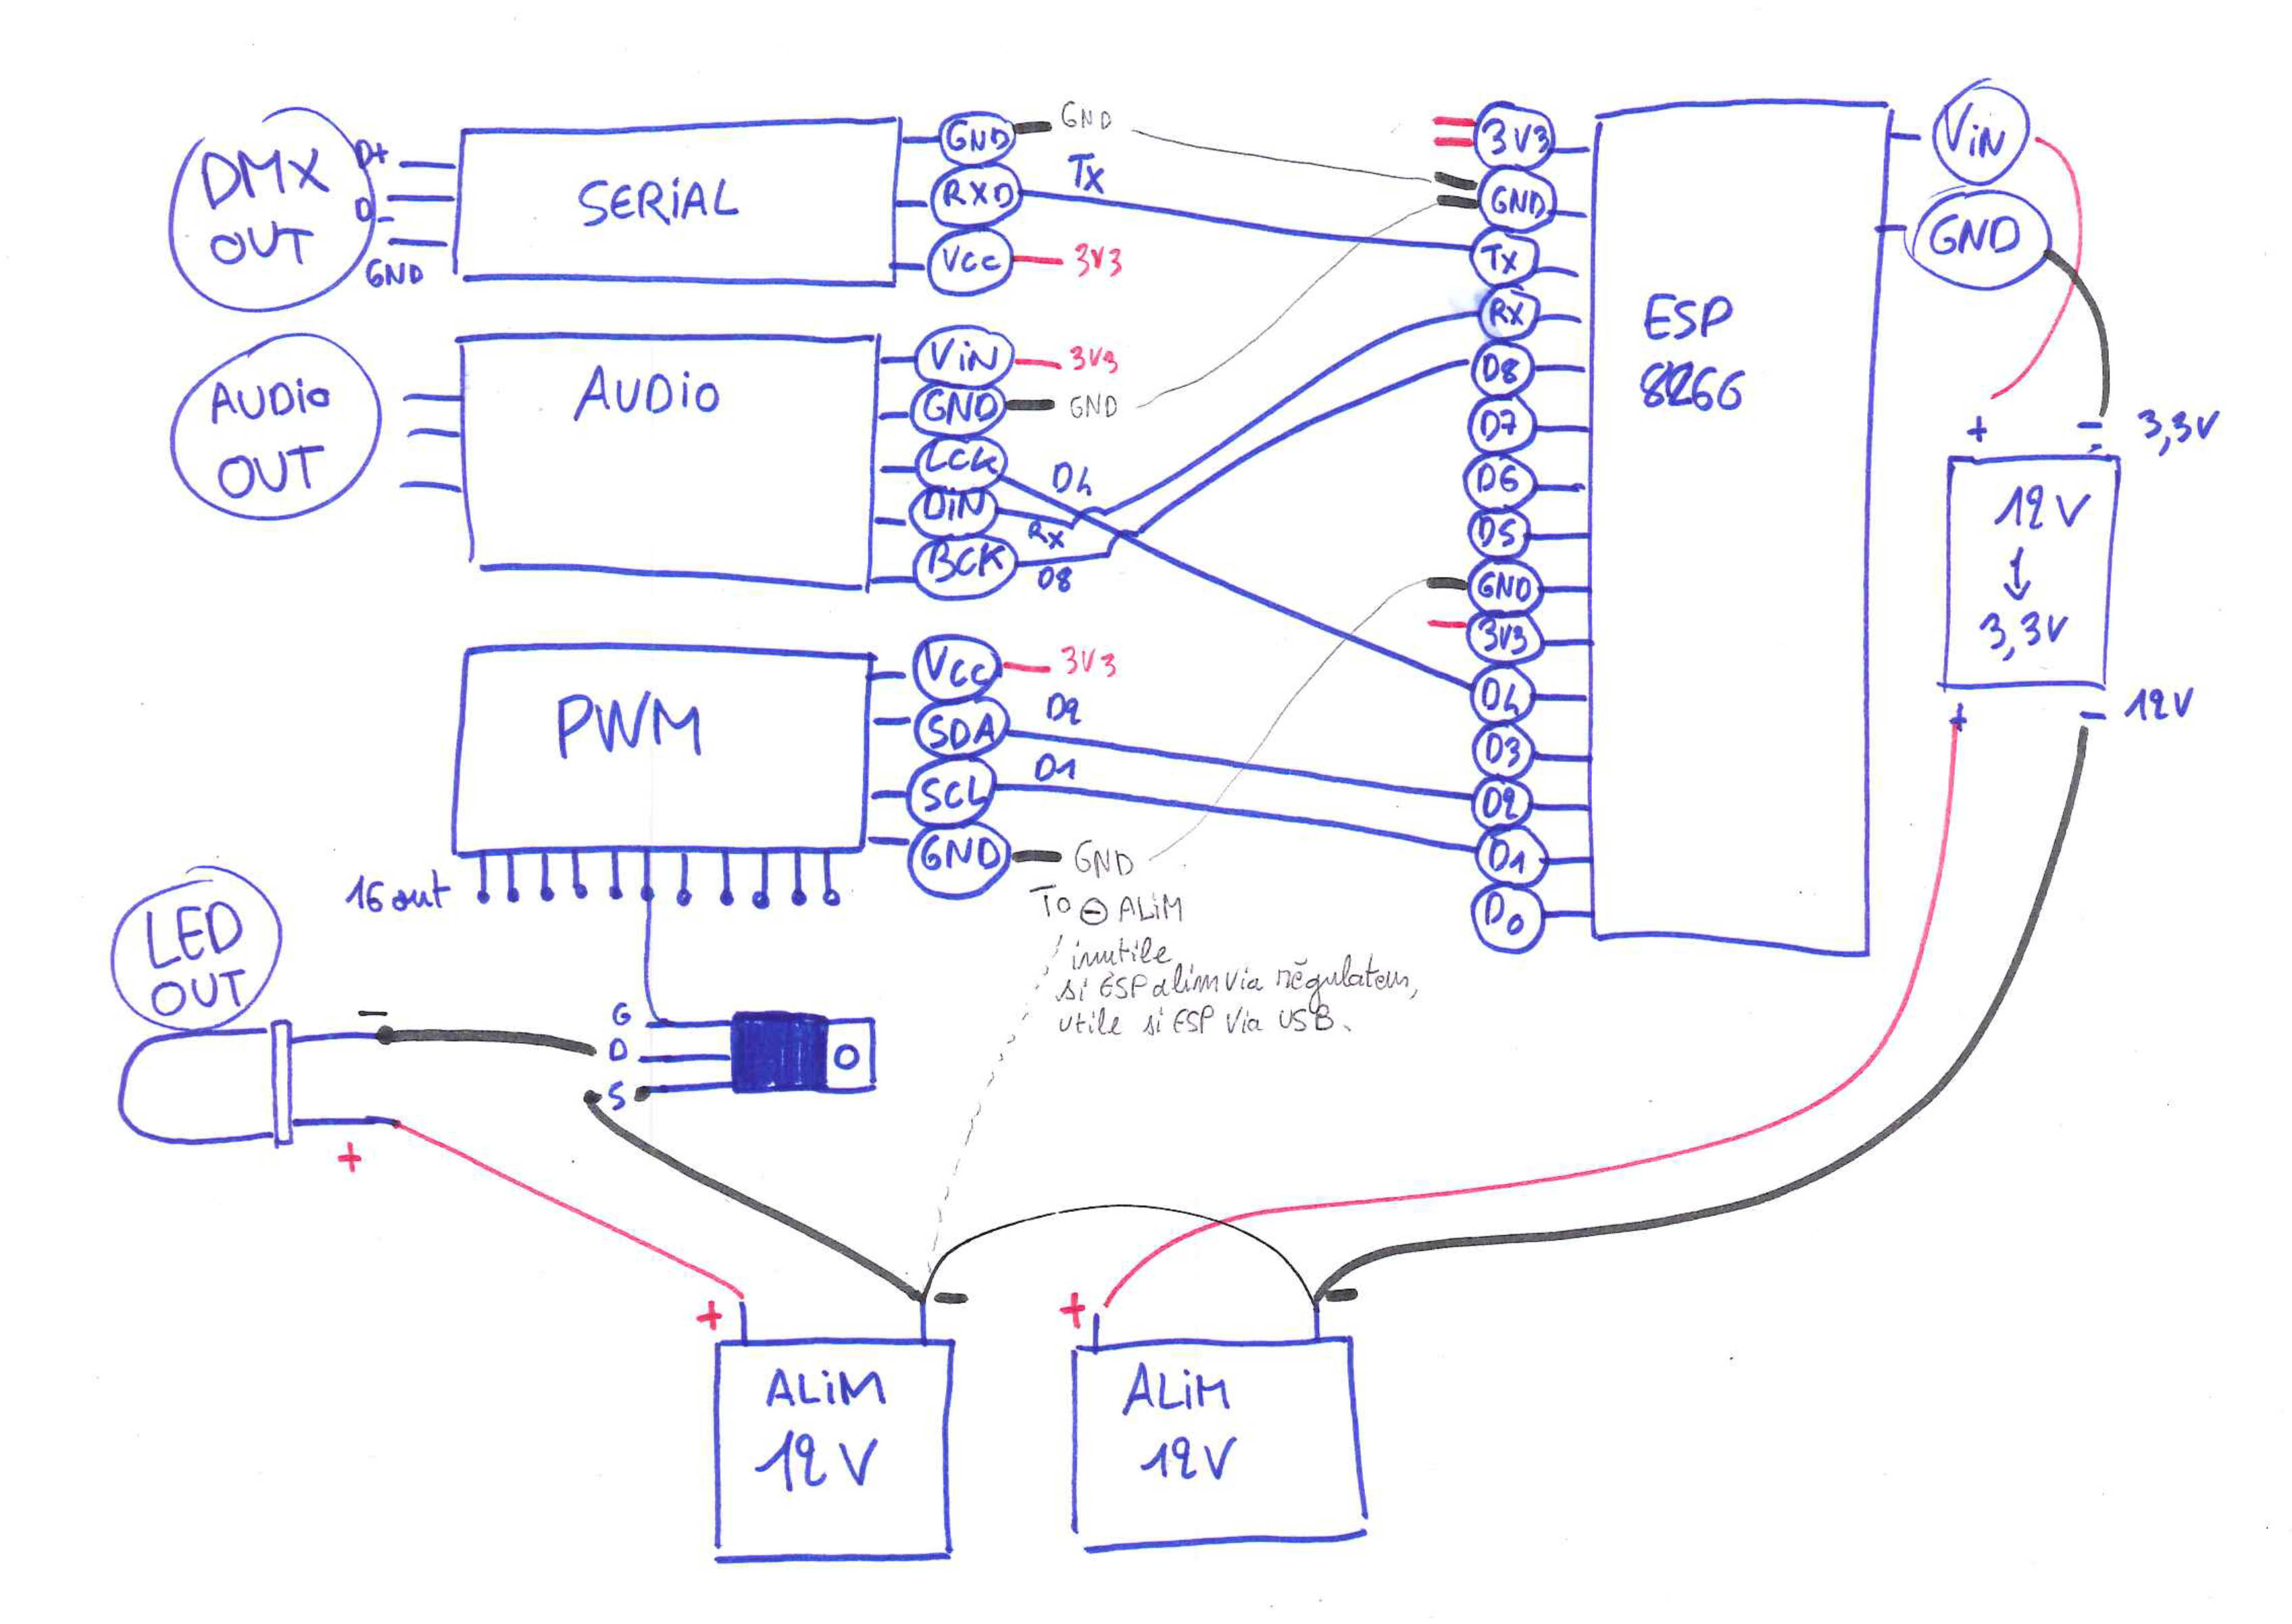 DMX
OUT
D+
D-
GND
SERIAL
GND
RXD
VCC
GND
Tx
3V3
AUDIO
OUT
AUDIO
ViN
GND
LCK
DiN
BCK
3V3
GND
D4
Rx
D8
PWM
VCC
SDA
SCL
GND
3V3
D2
D1
GND
To ⊖ ALiM
inutile
si ESP alim via régulateur,
utile si ESP via USB.
16 out
LED
OUT
-
+
G
D
S
3V3
GND
Tx
Rx
D8
D7
D6
D5
GND
3V3
D4
D3
D2
D1
D0
ESP
8266
ViN
GND
+ - 3,3V
12V
↓
3,3V
+ - 12V
+ -
ALiM
12V
+ -
ALiM
12V